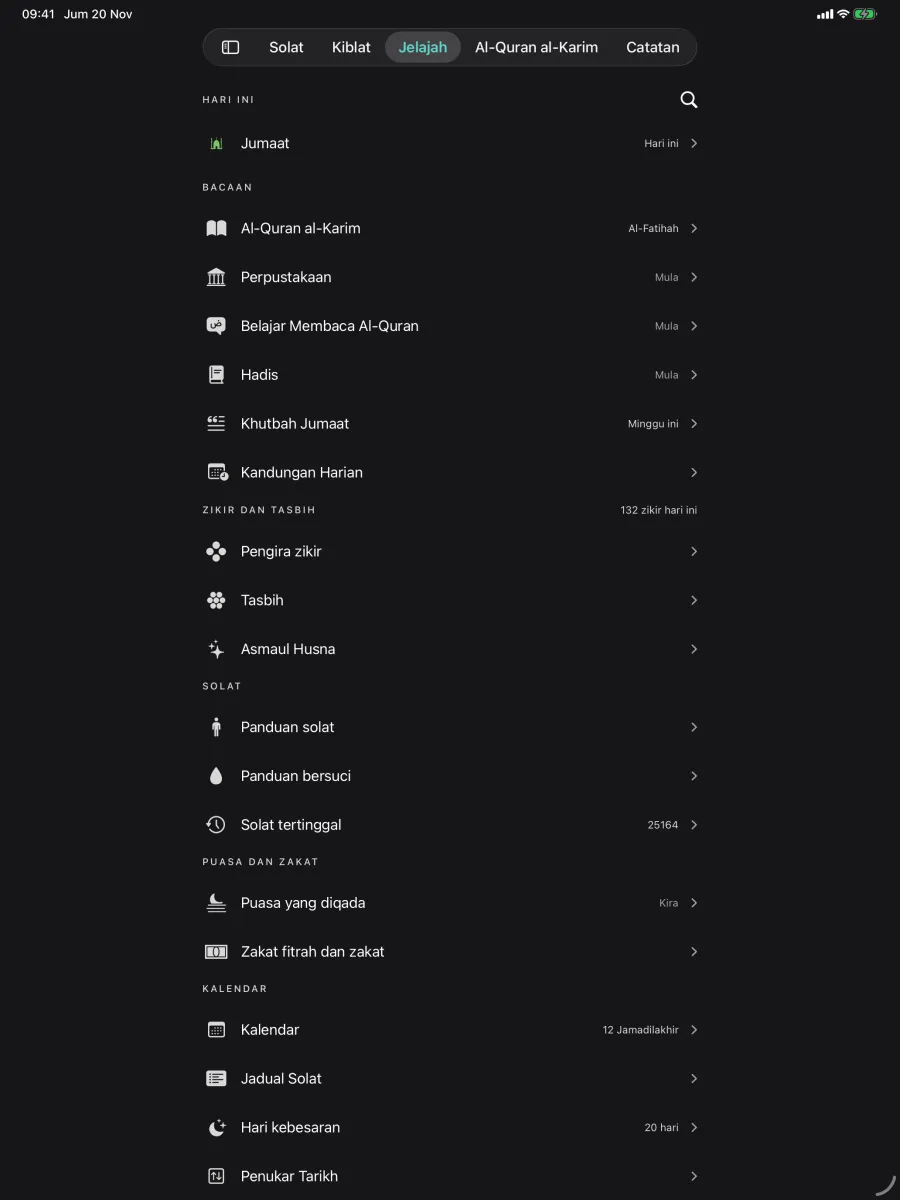 09:41 Jum 20 Nov
Solat Kiblat Jelajah Al-Quran al-Karim Catatan
HARI INI
Jumaat Hari ini
BACAAN
Al-Quran al-Karim Al-Fatihah
Perpustakaan Mula
Belajar Membaca Al-Quran Mula
Hadis Mula
Khutbah Jumaat Minggu ini
Kandungan Harian
ZIKIR DAN TASBIH 132 zikir hari ini
Pengira zikir
Tasbih
Asmaul Husna
SOLAT
Panduan solat
Panduan bersuci
Solat tertinggal 25164
PUASA DAN ZAKAT
Puasa yang diqada Kira
Zakat fitrah dan zakat
KALENDAR
Kalendar 12 Jamadilakhir
Jadual Solat
Hari kebesaran 20 hari
Penukar Tarikh